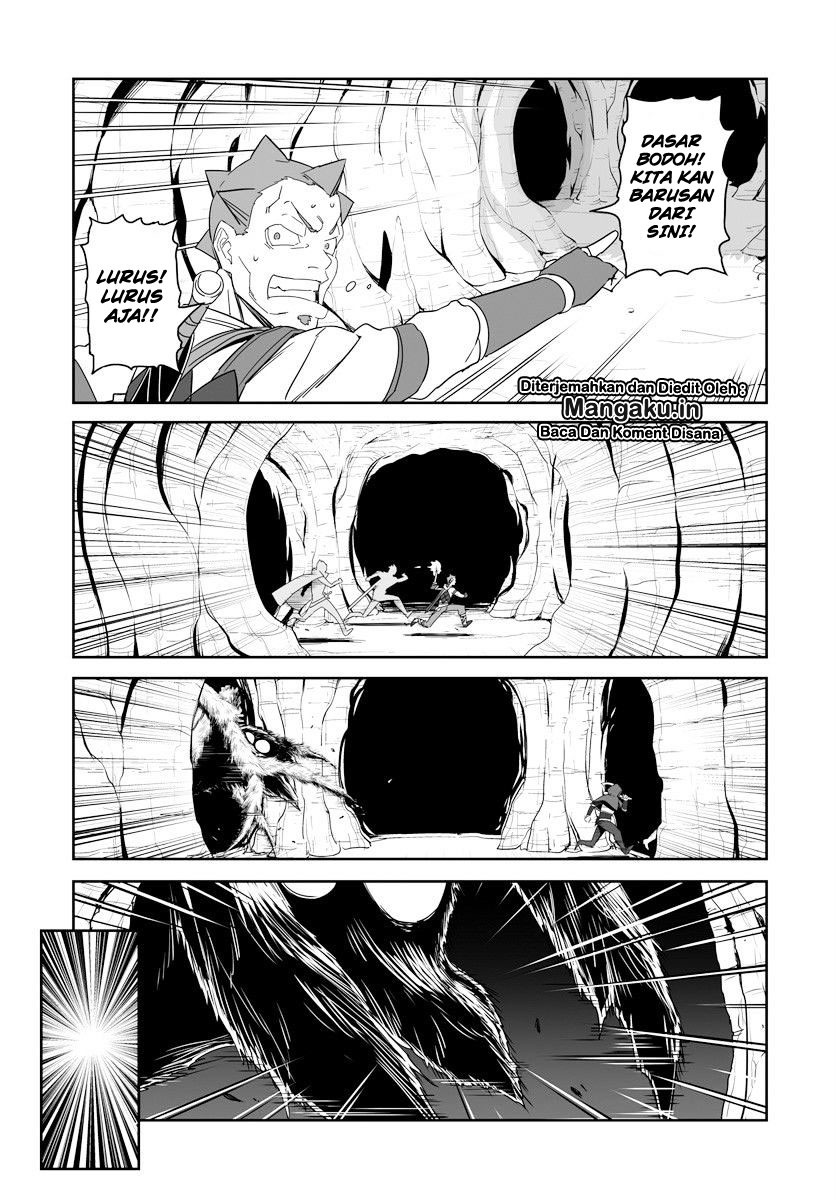 DASAR
BODOH!
KITA KAN
BARUSAN
DARI
SINI!
LURUS!
LURUS
AJA!!
Diterjemahkan dan Diedit Oleh:
Mangaku.in
Baca Dan Koment Disana